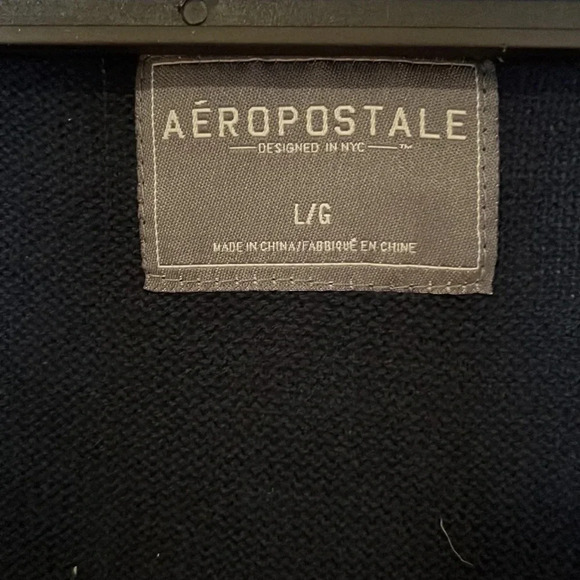 AÉROPOSTALE
DESIGNED IN NYC ™
L/G
MADE IN CHINA/FABRIQUÉ EN CHINE